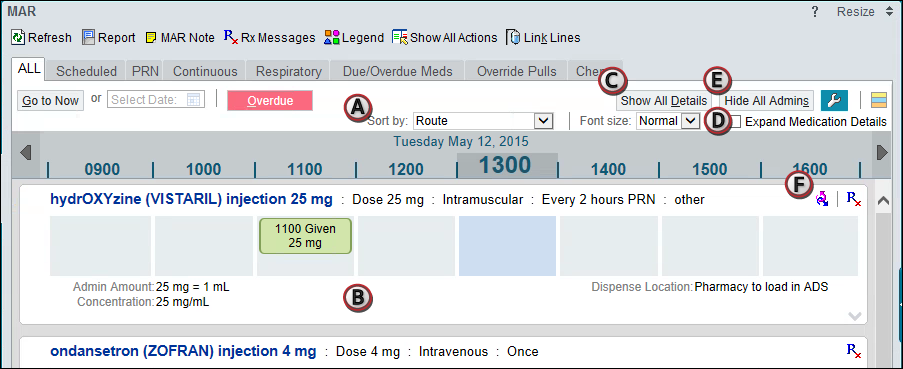 MAR ? Resize
Refresh Report MAR Note Rx Messages Legend Show All Actions Link Lines
ALL Scheduled PRN Continuous Respiratory Due/Overdue Meds Override Pulls
C E
Go to Now or Select Date: Overdue A Show All Details Hide All Admins
Sort by: Route Font size: Normal D Expand Medication Details
Tuesday May 12, 2015
0900 1000 1100 1200 1300 1400 1500 1600
F
hydrOXYzine (VISTARIL) injection 25 mg : Dose 25 mg : Intramuscular : Every 2 hours PRN : other Rx
1100 Given
25 mg
Admin Amount: 25 mg = 1 mL Dispense Location: Pharmacy to load in ADS
Concentration: 25 mg/mL B
ondansetron (ZOFRAN) injection 4 mg : Dose 4 mg : Intravenous : Once Rx